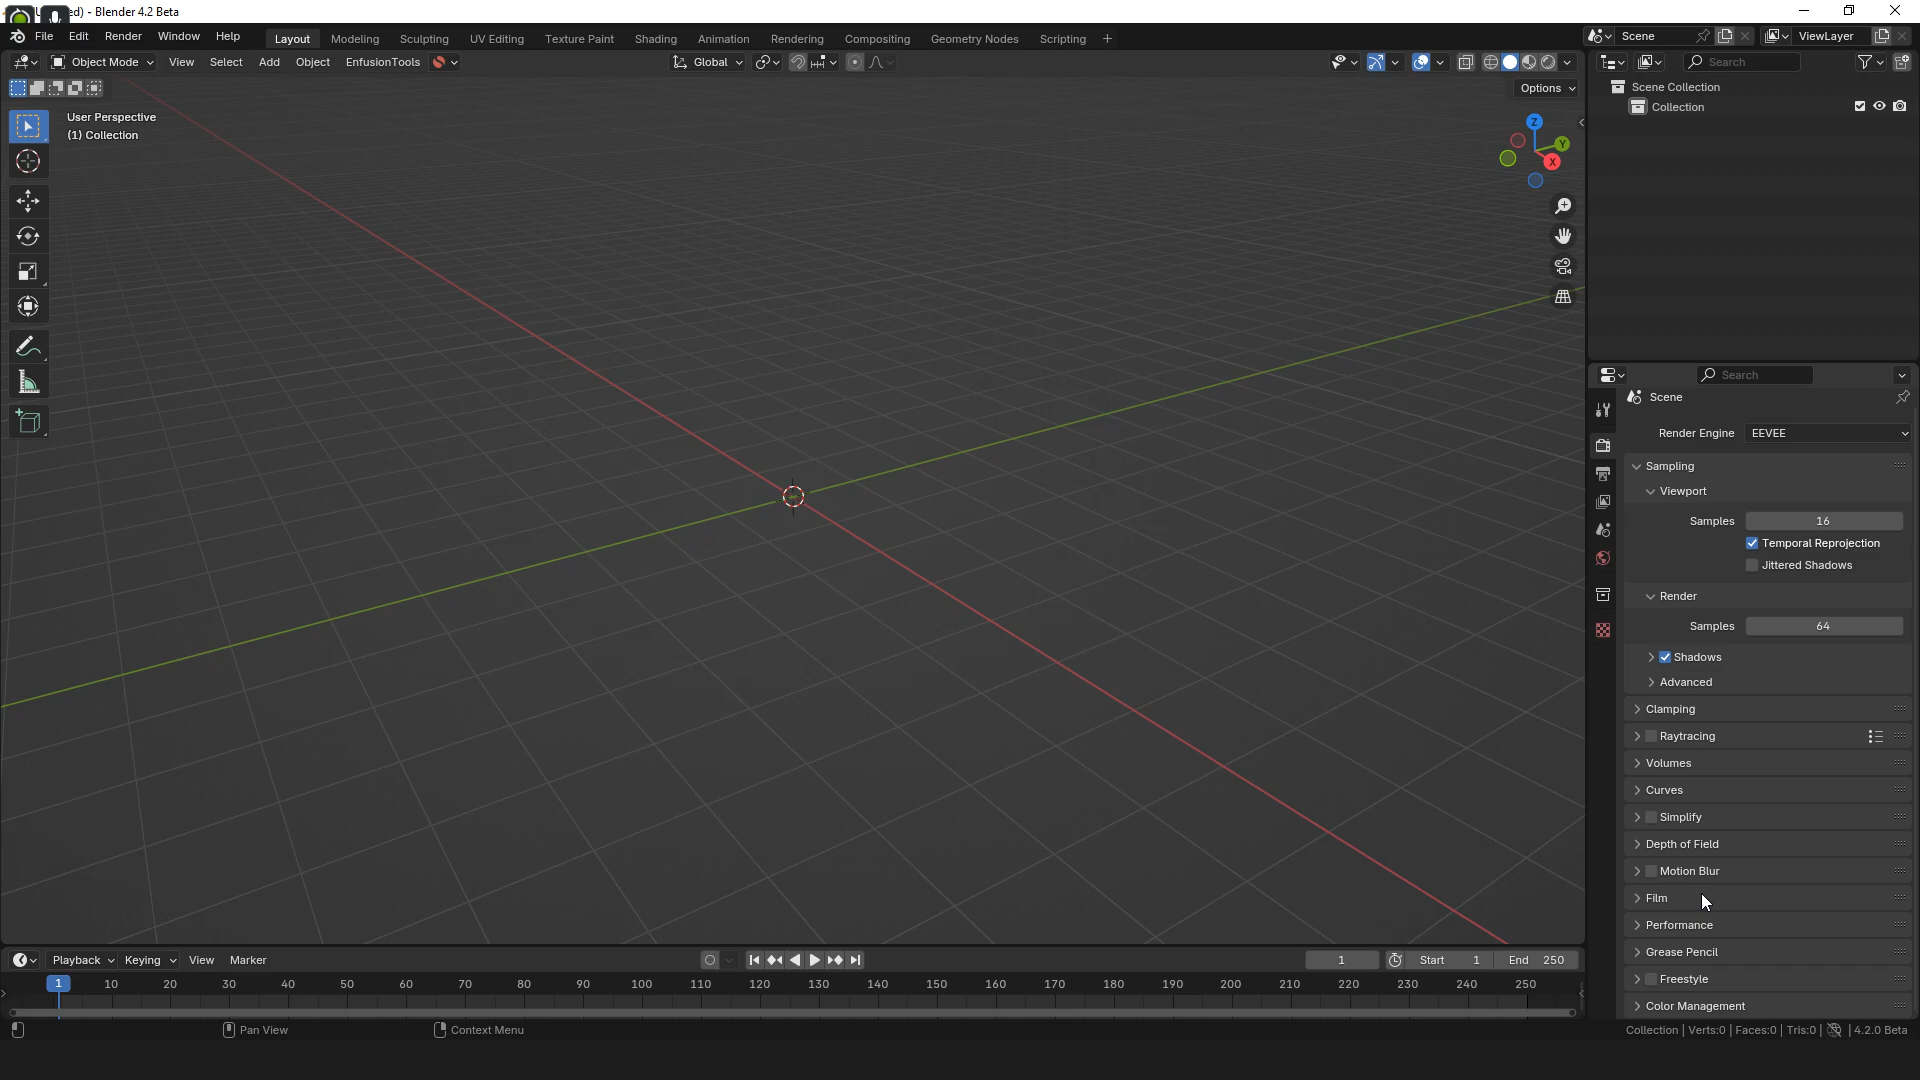 ed) - Blender 4.2 Beta
File Edit Render Window Help Layout Modeling Sculpting UV Editing Texture Paint Shading Animation Rendering Compositing Geometry Nodes Scripting + Scene ViewLayer
Object Mode View Select Add Object EnfusionTools Global Search
Options
User Perspective
(1) Collection
Z
Y
X
Scene Collection
Collection
Search
Scene
Render Engine EEVEE
Sampling
Viewport
Samples 16
Temporal Reprojection
Jittered Shadows
Render
Samples 64
Shadows
Advanced
Clamping
Raytracing
Volumes
Curves
Simplify
Depth of Field
Motion Blur
Film
Performance
Grease Pencil
Freestyle
Color Management
Playback Keying View Marker 1 Start 1 End 250
1 10 20 30 40 50 60 70 80 90 100 110 120 130 140 150 160 170 180 190 200 210 220 230 240 250
Pan View Context Menu Collection | Verts:0 | Faces:0 | Tris:0 | 4.2.0 Beta